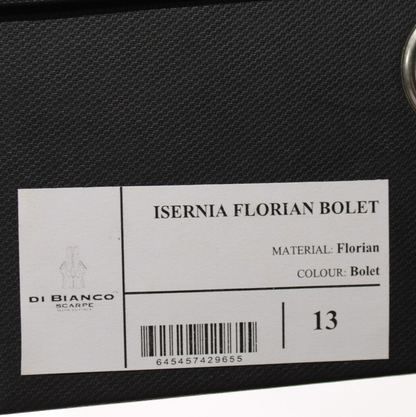 ISERNIA FLORIAN BOLET
MATERIAL: Florian
COLOUR: Bolet
DI BIANCO
SCARPE
13
645457429655